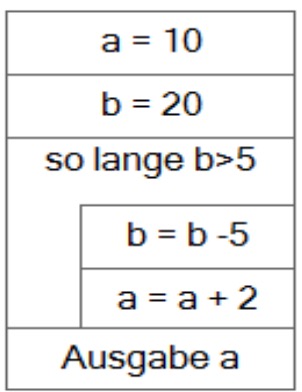 a = 10
b = 20
so lange b>5
b = b -5
a = a + 2
Ausgabe a